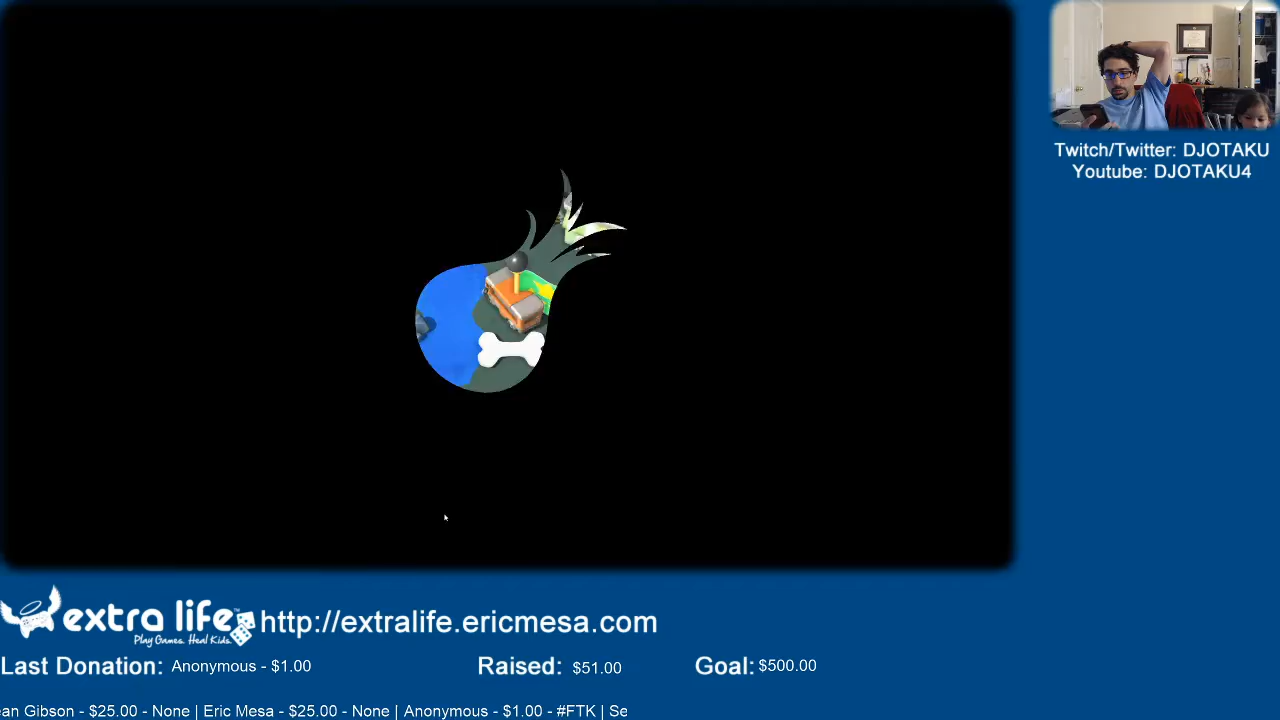 Twitch/Twitter: DJOTAKU
Youtube: DJOTAKU4
extra life
Play Games. Heal Kids.
http://extralife.ericmesa.com
Last Donation: Anonymous - $1.00
Raised: $51.00
Goal: $500.00
an Gibson - $25.00 - None | Eric Mesa - $25.00 - None | Anonymous - $1.00 - #FTK | Se